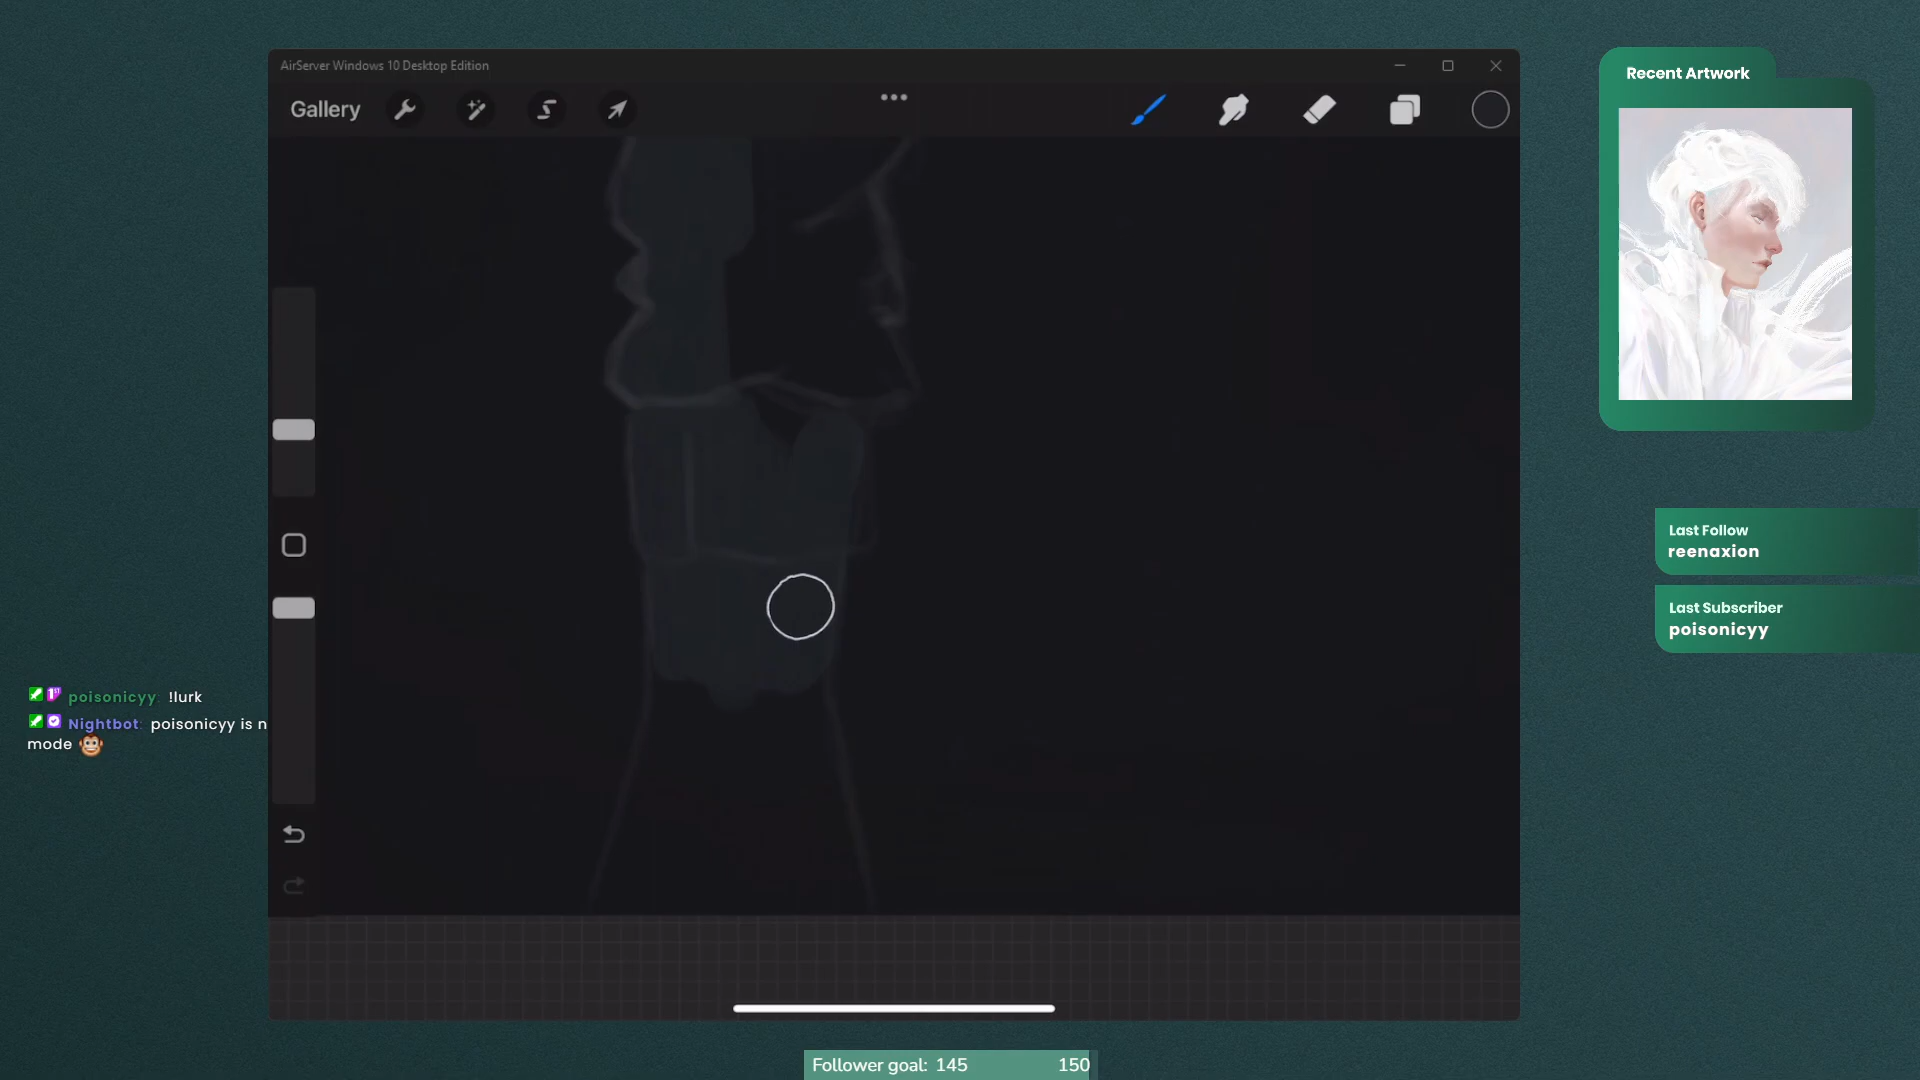 AirServer Windows 10 Desktop Edition
Gallery
Recent Artwork
Last Follow
reenaxion
Last Subscriber
poisonicyy
poisonicyy: !lurk
Nightbot: poisonicyy is n
mode
Follower goal: 145 150